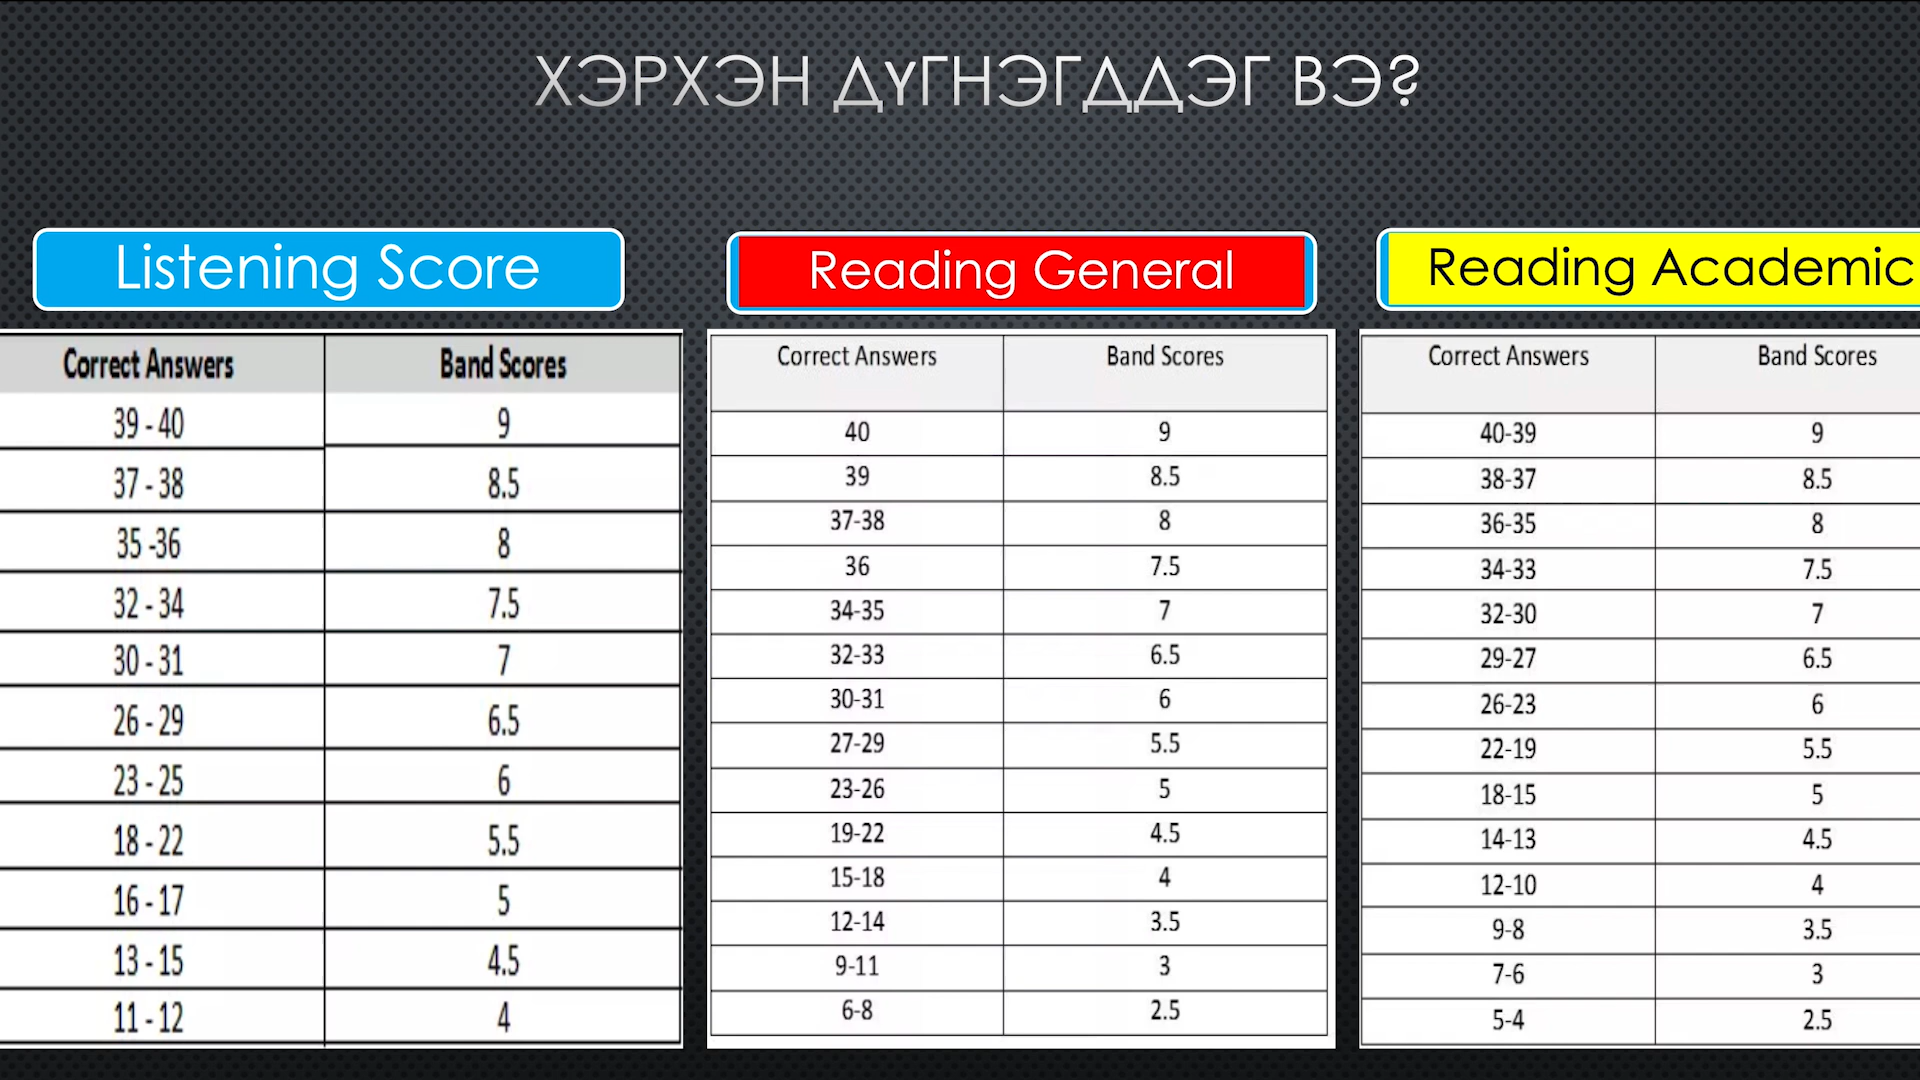 ХЭРХЭН ДҮГНЭГДДЭГ ВЭ?
Listening Score
Correct Answers Band Scores
39 - 40 9
37 - 38 8.5
35 -36 8
32 - 34 7.5
30 - 31 7
26 - 29 6.5
23 - 25 6
18 - 22 5.5
16 - 17 5
13 - 15 4.5
11 - 12 4
Reading General
Correct Answers Band Scores
40 9
39 8.5
37-38 8
36 7.5
34-35 7
32-33 6.5
30-31 6
27-29 5.5
23-26 5
19-22 4.5
15-18 4
12-14 3.5
9-11 3
6-8 2.5
Reading Academic
Correct Answers Band Scores
40-39 9
38-37 8.5
36-35 8
34-33 7.5
32-30 7
29-27 6.5
26-23 6
22-19 5.5
18-15 5
14-13 4.5
12-10 4
9-8 3.5
7-6 3
5-4 2.5